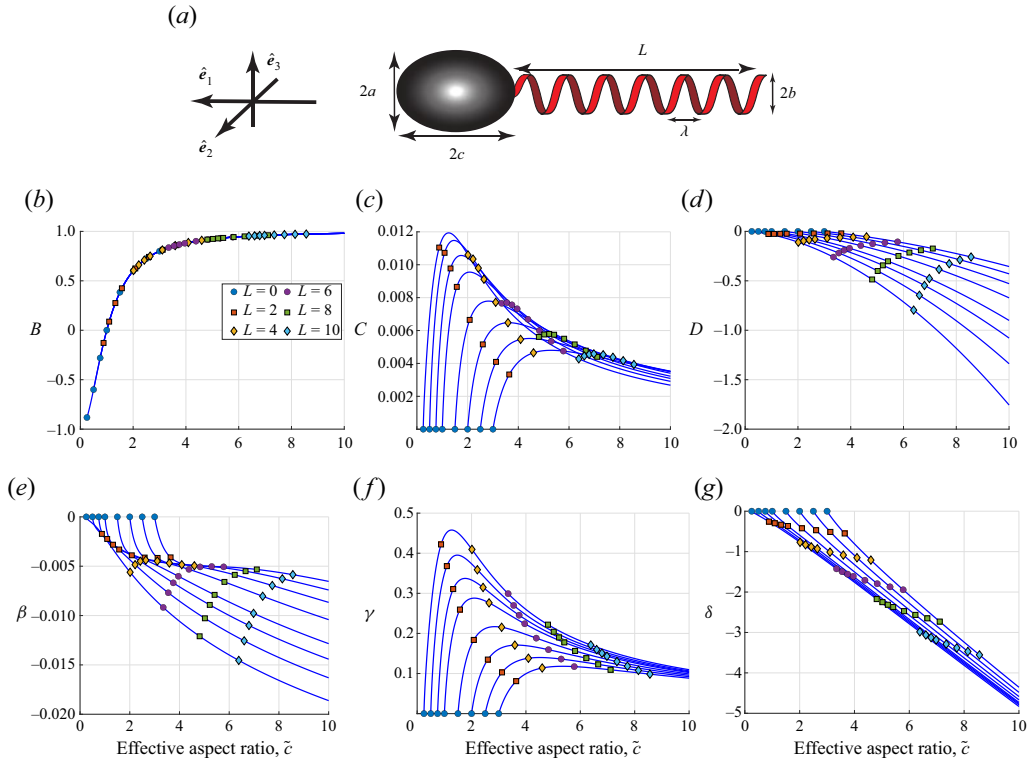 (a)
ê₁
ê₂
ê₃
2a
2c
L
λ
2b
(b)
1.0
0.5
B
0
−0.5
−1.0
0 2 4 6 8 10
L = 0 L = 6
L = 2 L = 8
L = 4 L = 10
(c)
0.012
0.010
0.008
C
0.006
0.004
0.002
0 2 4 6 8 10
(d)
0
−0.5
D
−1.0
−1.5
−2.0
0 2 4 6 8 10
(e)
0
−0.005
β
−0.010
−0.015
−0.020
0 2 4 6 8 10
Effective aspect ratio, c̃
(f)
0.5
0.4
0.3
γ
0.2
0.1
0 2 4 6 8 10
Effective aspect ratio, c̃
(g)
0
−1
−2
δ
−3
−4
−5
0 2 4 6 8 10
Effective aspect ratio, c̃